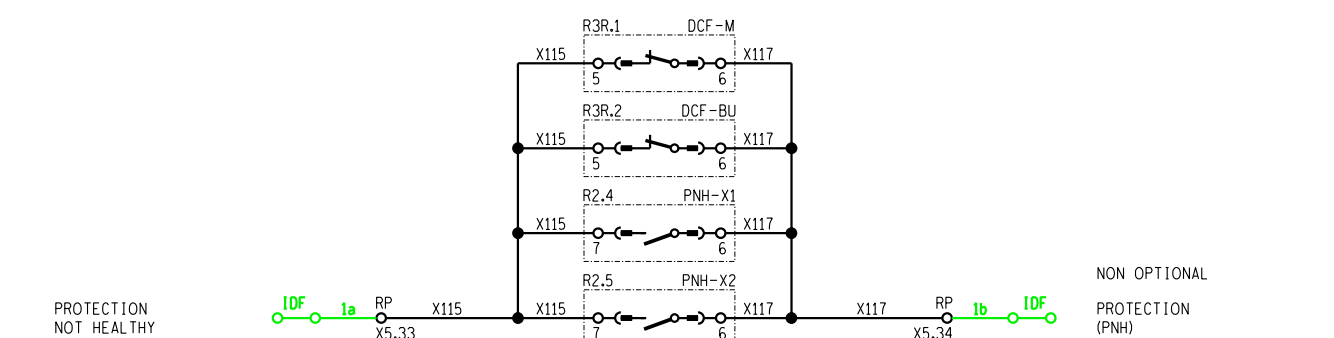 R3R.1 DCF-M
X115 X117
5 6
R3R.2 DCF-BU
X115 X117
5 6
R2.4 PNH-X1
X115 X117
7 6
NON OPTIONAL
R2.5 PNH-X2
PROTECTION
NOT HEALTHY
IDF 1a RP X115 X115 X117 X117 RP 1b IDF
PROTECTION
(PNH)
X5.33 7 6 X5.34